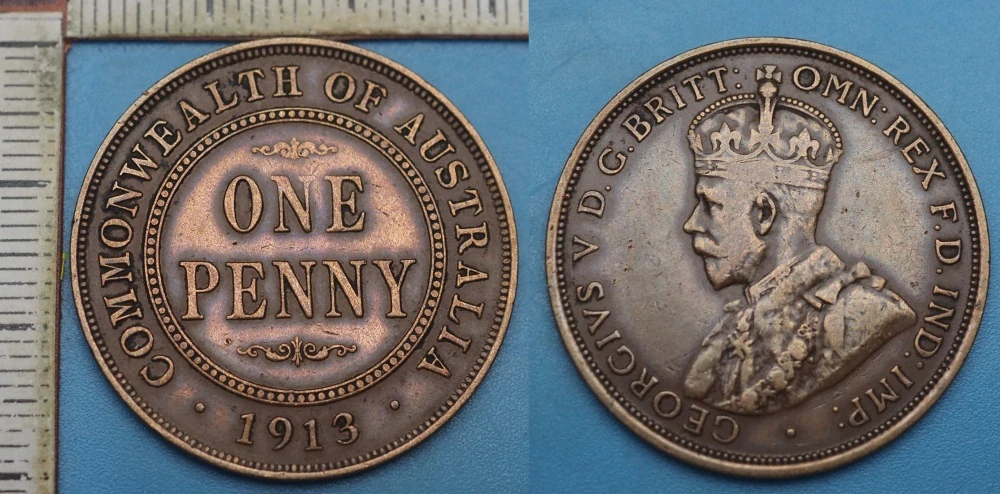 COMMONWEALTH OF AUSTRALIA
ONE
PENNY
· 1913 ·
GEORGIVS V D.G.BRITT: OMN: REX F.D.IND:IMP: ·